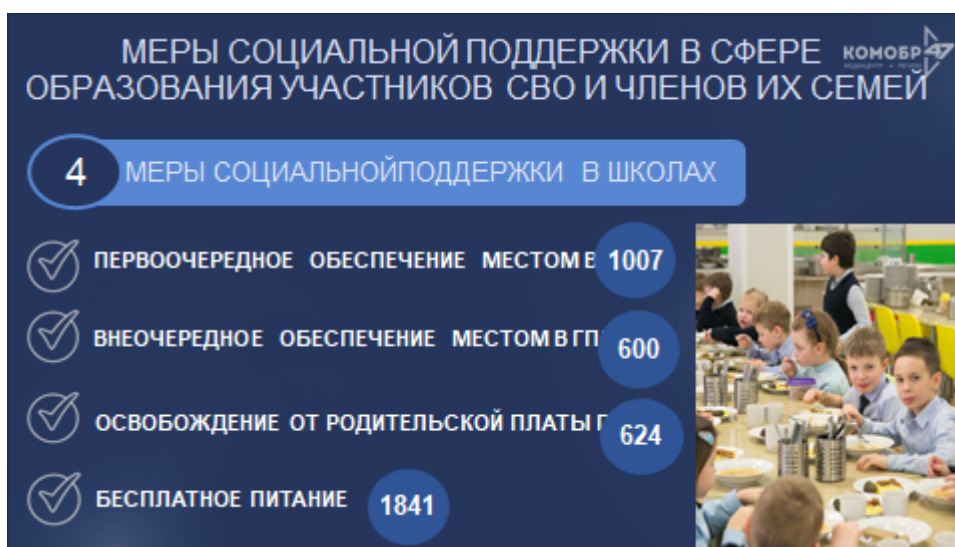 МЕРЫ СОЦИАЛЬНОЙ ПОДДЕРЖКИ В СФЕРЕ
ОБРАЗОВАНИЯ УЧАСТНИКОВ СВО И ЧЛЕНОВ ИХ СЕМЕЙ
КОМОБР 47
4 МЕРЫ СОЦИАЛЬНОЙПОДДЕРЖКИ В ШКОЛАХ
ПЕРВООЧЕРЕДНОЕ ОБЕСПЕЧЕНИЕ МЕСТОМ В 1007
ВНЕОЧЕРЕДНОЕ ОБЕСПЕЧЕНИЕ МЕСТОМ В 600
ОСВОБОЖДЕНИЕ ОТ РОДИТЕЛЬСКОЙ ПЛАТЫ 624
БЕСПЛАТНОЕ ПИТАНИЕ 1841